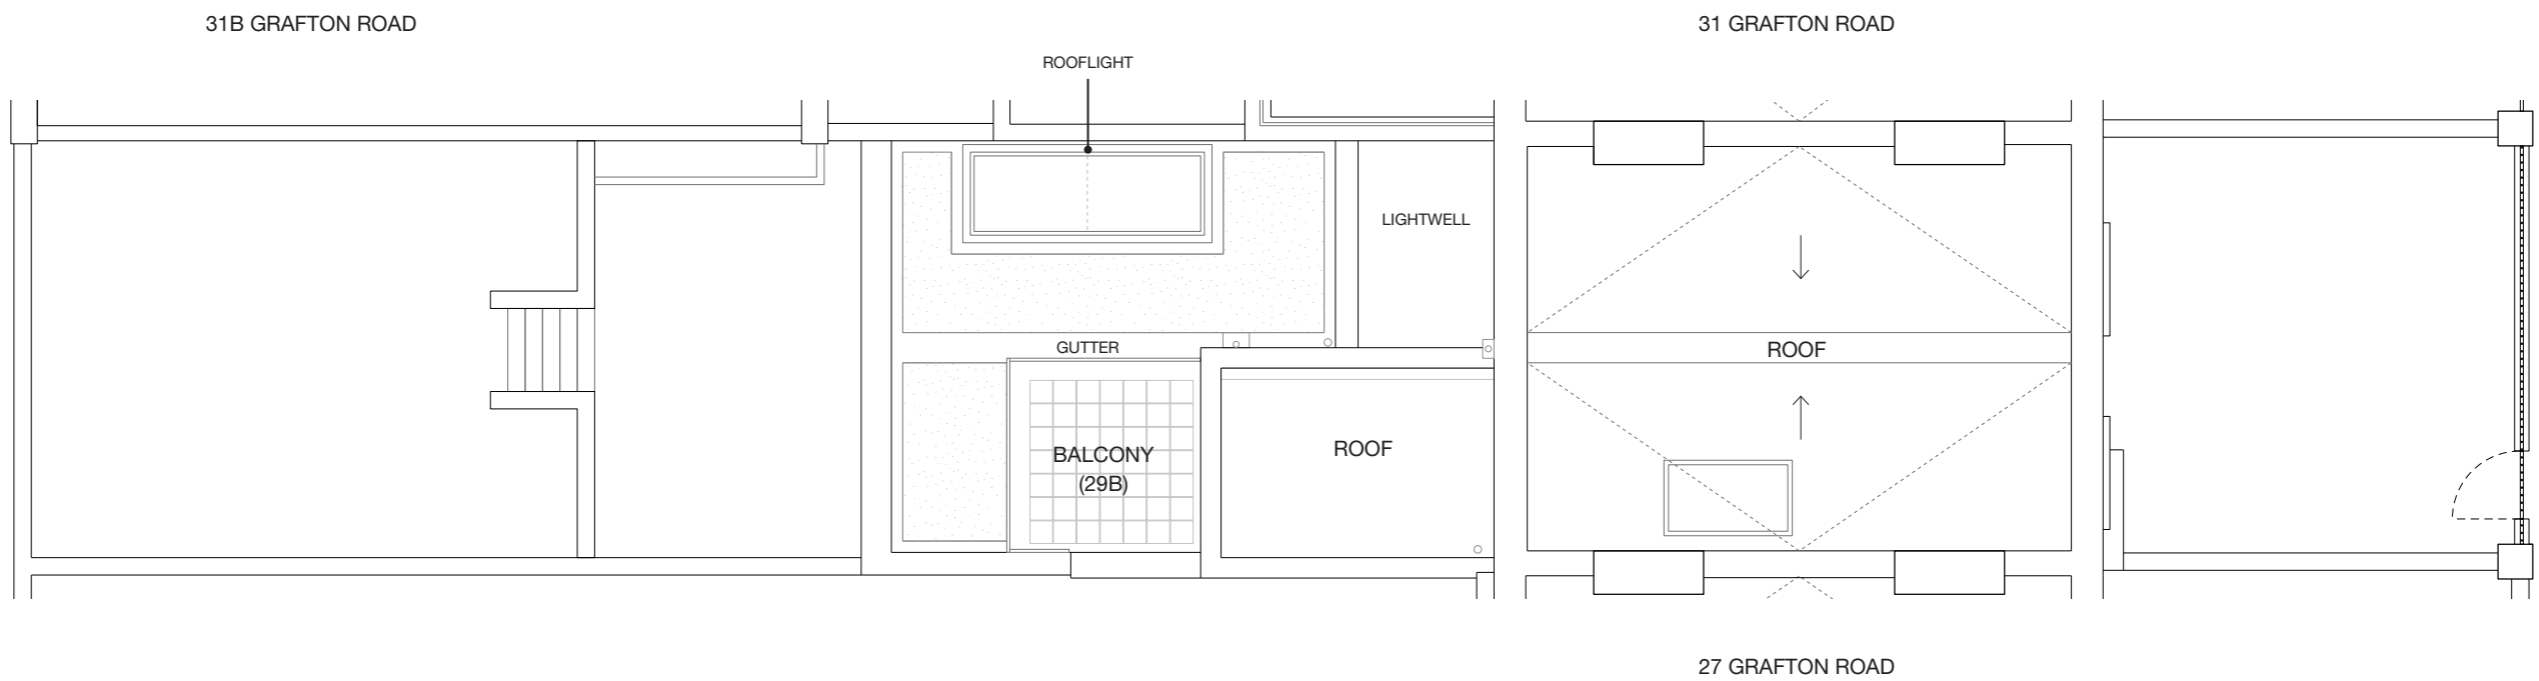 31B GRAFTON ROAD
31 GRAFTON ROAD
ROOFLIGHT
LIGHTWELL
GUTTER
ROOF
BALCONY
(29B)
ROOF
27 GRAFTON ROAD